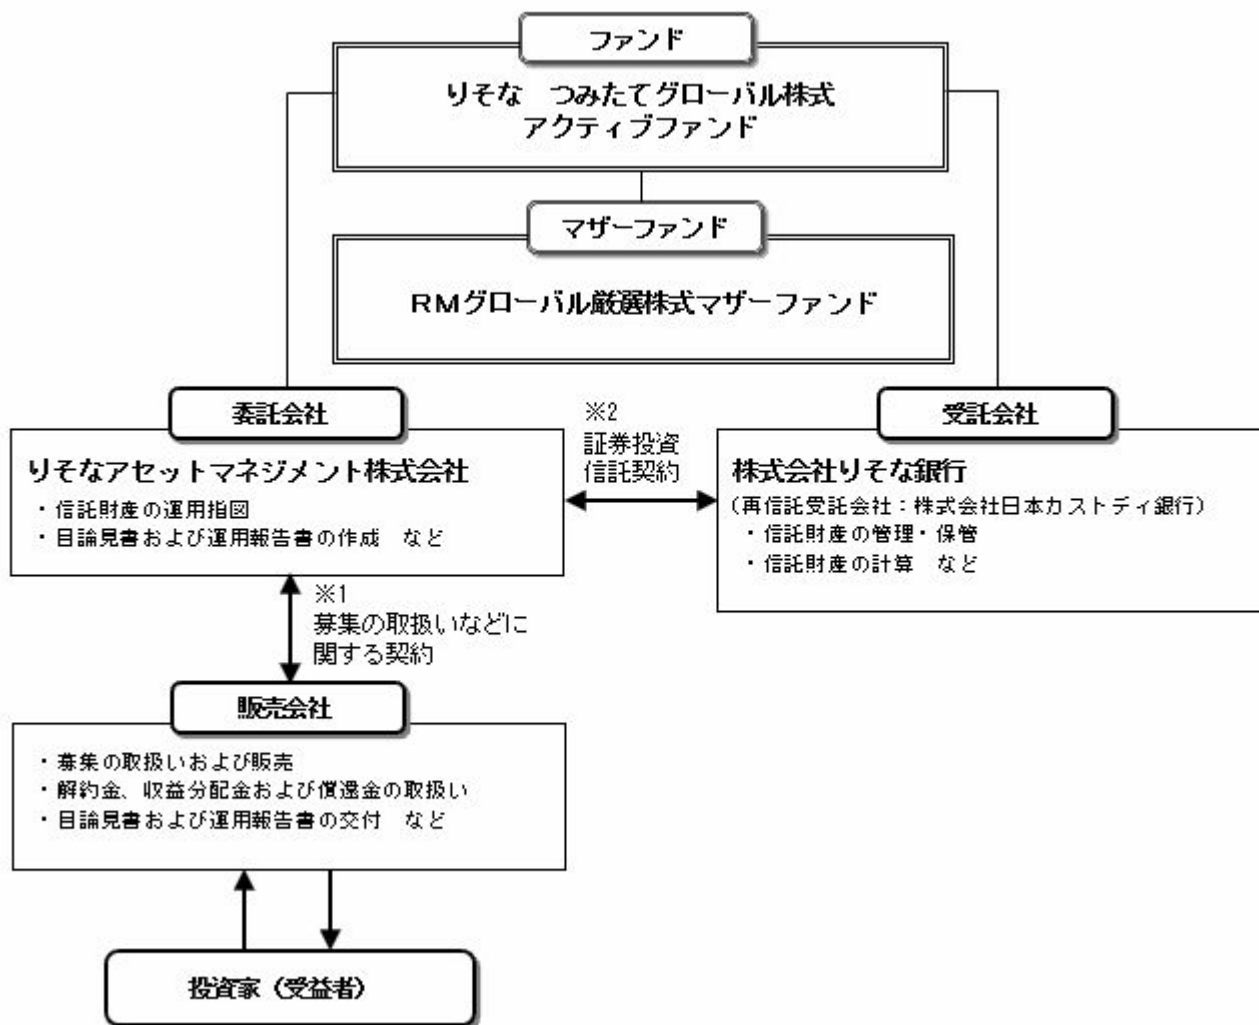 ファンド
りそな　つみたてグローバル株式
アクティブファンド
マザーファンド
ＲＭグローバル厳選株式マザーファンド
委託会社
りそなアセットマネジメント株式会社
・信託財産の運用指図
・目論見書および運用報告書の作成　など
※2
証券投資
信託契約
受託会社
株式会社りそな銀行
（再信託受託会社：株式会社日本カストディ銀行）
・信託財産の管理・保管
・信託財産の計算　など
※1
募集の取扱いなどに
関する契約
販売会社
・募集の取扱いおよび販売
・解約金、収益分配金および償還金の取扱い
・目論見書および運用報告書の交付　など
投資家（受益者）